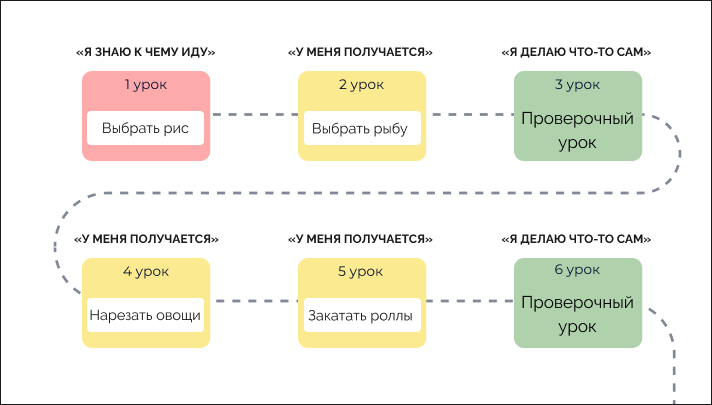 «Я ЗНАЮ К ЧЕМУ ИДУ»
1 урок
Выбрать рис
«У МЕНЯ ПОЛУЧАЕТСЯ»
2 урок
Выбрать рыбу
«Я ДЕЛАЮ ЧТО-ТО САМ»
3 урок
Проверочный
урок
«У МЕНЯ ПОЛУЧАЕТСЯ»
4 урок
Нарезать овощи
«У МЕНЯ ПОЛУЧАЕТСЯ»
5 урок
Закатать роллы
«Я ДЕЛАЮ ЧТО-ТО САМ»
6 урок
Проверочный
урок